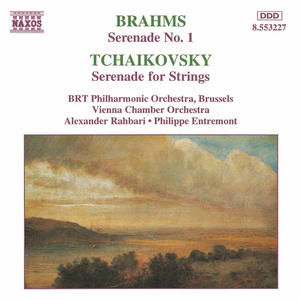 NAXOS
DDD
8.553227
BRAHMS
Serenade No. 1
TCHAIKOVSKY
Serenade for Strings
BRT Philharmonic Orchestra, Brussels
Vienna Chamber Orchestra
Alexander Rahbari • Philippe Entremont